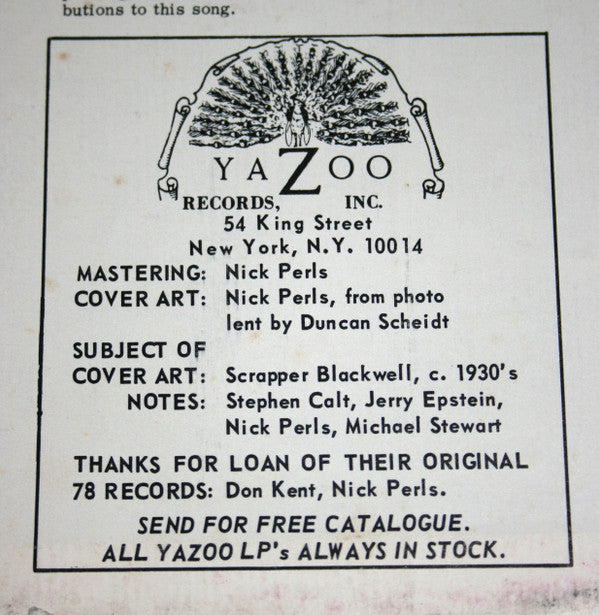 butions to this song.
YAZOO
RECORDS, INC.
54 King Street
New York, N.Y. 10014
MASTERING: Nick Perls
COVER ART: Nick Perls, from photo
lent by Duncan Scheidt
SUBJECT OF
COVER ART: Scrapper Blackwell, c. 1930's
NOTES: Stephen Calt, Jerry Epstein,
Nick Perls, Michael Stewart
THANKS FOR LOAN OF THEIR ORIGINAL
78 RECORDS: Don Kent, Nick Perls.
SEND FOR FREE CATALOGUE.
ALL YAZOO LP's ALWAYS IN STOCK.